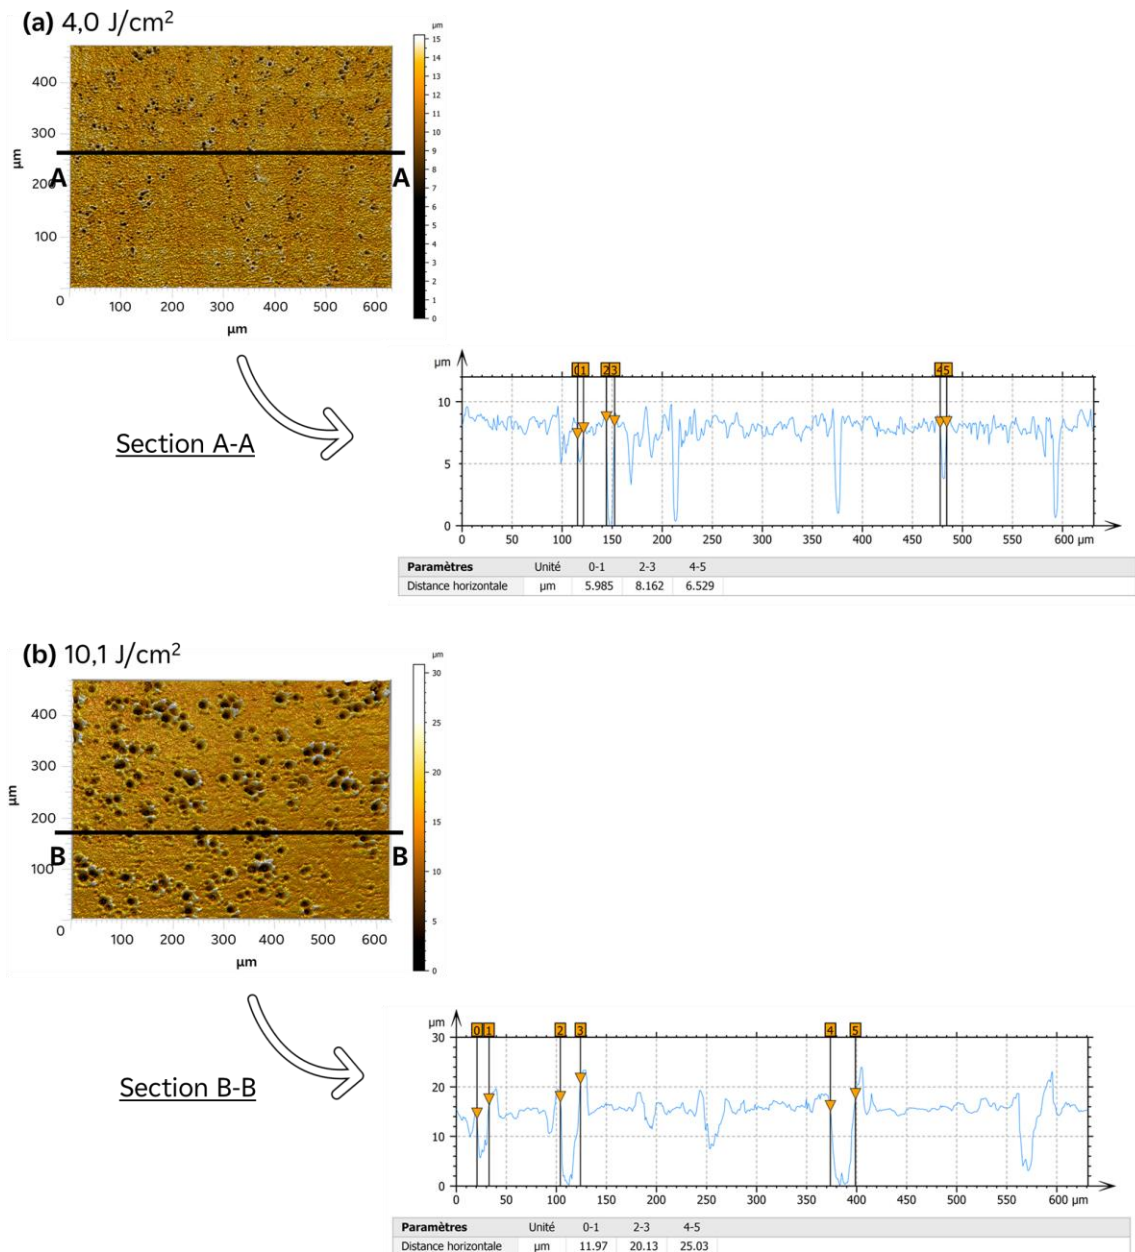 (a) 4,0 J/cm²
µm
15
14
13
12
11
10
9
8
7
6
5
4
3
2
1
0
400
300
200
100
0
µm
A A
100 200 300 400 500 600
µm
Section A-A
µm
0 1 2 3 4 5
10
5
0
0 50 100 150 200 250 300 350 400 450 500 550 600 µm
Paramètres Unité 0-1 2-3 4-5
Distance horizontale µm 5.985 8.162 6.529
(b) 10,1 J/cm²
µm
30
25
20
15
10
5
0
400
300
200
100
0
µm
B B
100 200 300 400 500 600
µm
Section B-B
µm
0 1 2 3 4 5
30
20
10
0
0 50 100 150 200 250 300 350 400 450 500 550 600 µm
Paramètres Unité 0-1 2-3 4-5
Distance horizontale µm 11.97 20.13 25.03